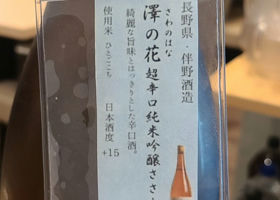 長野県・伴野酒造
さわのはな
澤の花 超辛口純米吟醸 ささら
綺麗な旨味とはっきりとした辛口酒。
使用米 ひとごこち
日本酒度 +15